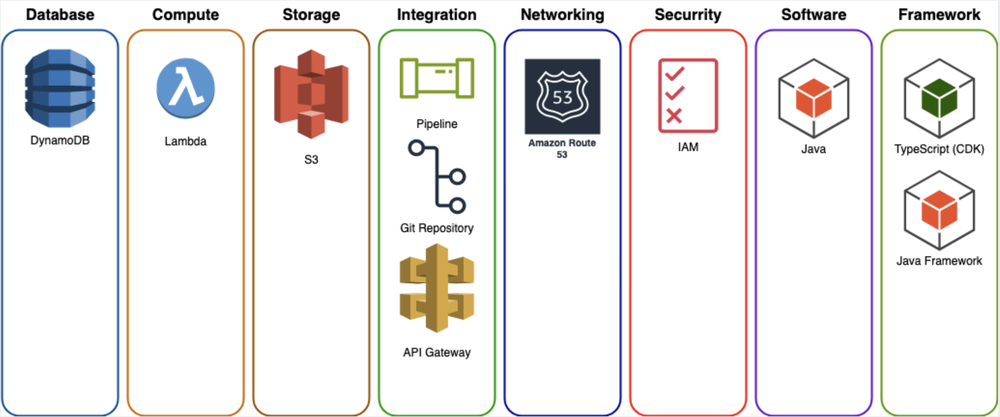 Database
Compute
Storage
Integration
Networking
Securrity
Software
Framework
DynamoDB
Lambda
S3
Pipeline
Git Repository
API Gateway
53
Amazon Route
53
IAM
Java
TypeScript (CDK)
Java Framework